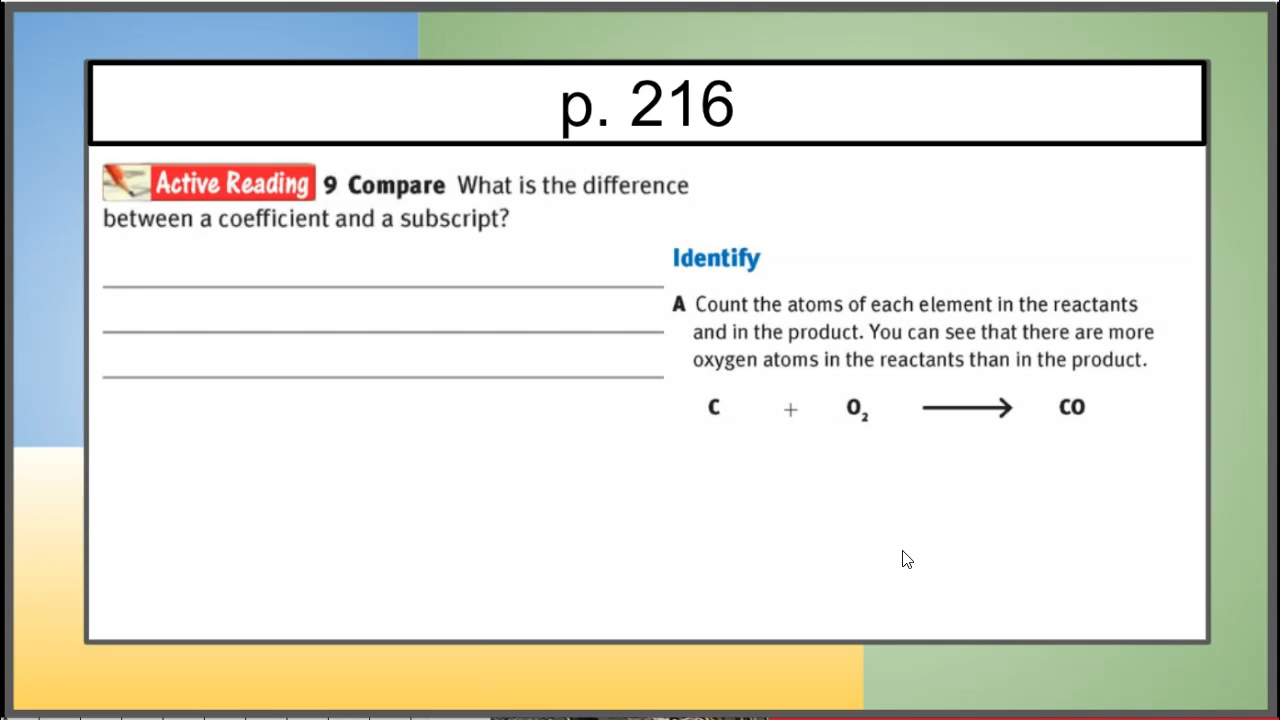 p. 216
Active Reading 9 Compare What is the difference
between a coefficient and a subscript?
Identify
A Count the atoms of each element in the reactants
and in the product. You can see that there are more
oxygen atoms in the reactants than in the product.
C + O₂ ⟶ CO